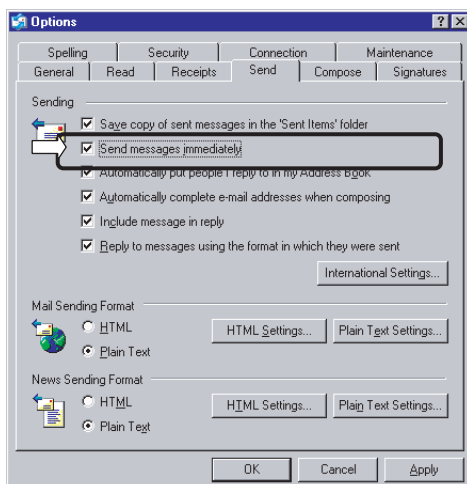 Options
Spelling Security Connection Maintenance
General Read Receipts Send Compose Signatures
Sending
Save copy of sent messages in the 'Sent Items' folder
Send messages immediately
Automatically put people I reply to in my Address Book
Automatically complete e-mail addresses when composing
Include message in reply
Reply to messages using the format in which they were sent
International Settings...
Mail Sending Format
HTML HTML Settings... Plain Text Settings...
Plain Text
News Sending Format
HTML HTML Settings... Plain Text Settings...
Plain Text
OK Cancel Apply